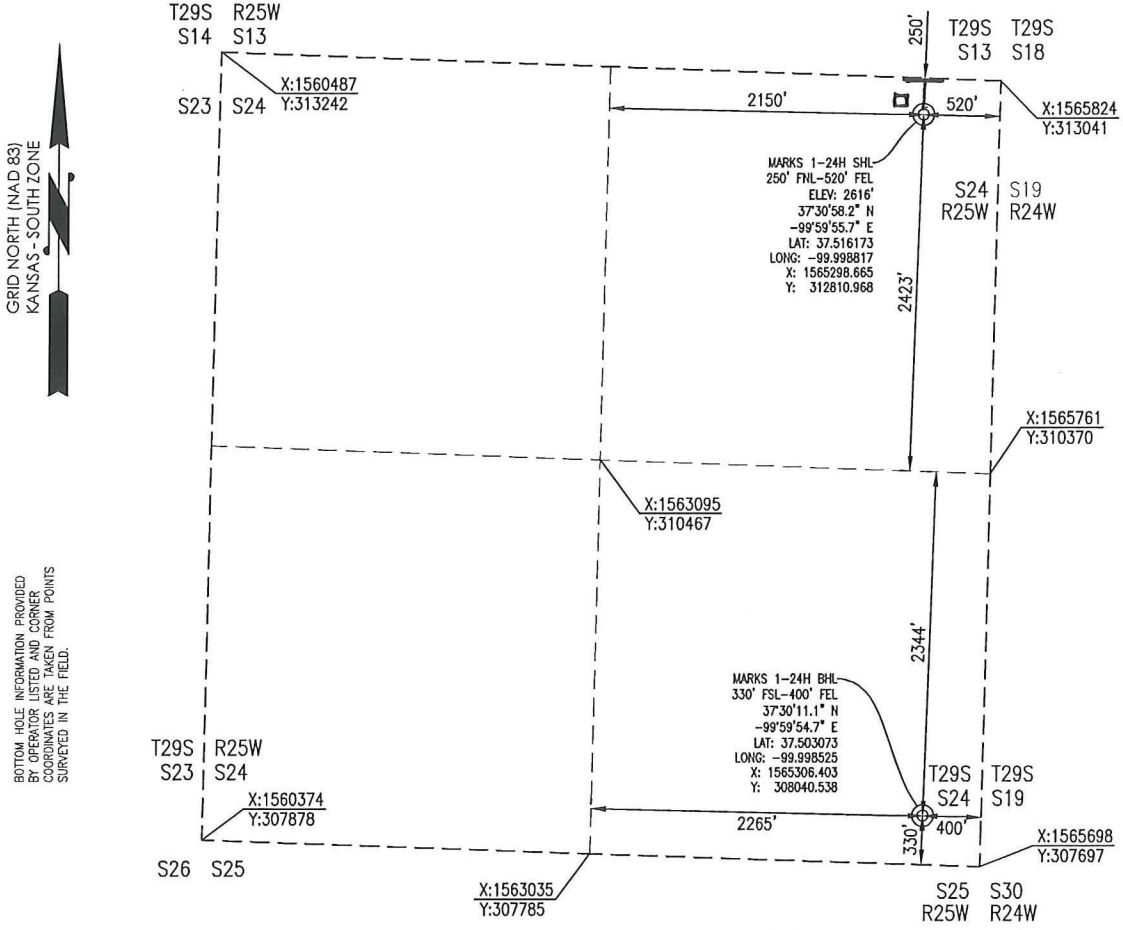 T29S R25W
S14 S13
S23 S24
X:1560487
Y:313242
250'
T29S T29S
S13 S18
2150'
520'
X:1565824
Y:313041
GRID NORTH (NAD 83)
KANSAS - SOUTH ZONE
MARKS 1-24H SHL
250' FNL-520' FEL
ELEV: 2616'
37°30'58.2" N
-99°59'55.7" E
LAT: 37.516173
LONG: -99.998817
X: 1565298.665
Y: 312810.968
S24 S19
R25W R24W
2423'
X:1565761
Y:310370
X:1563095
Y:310467
BOTTOM HOLE INFORMATION PROVIDED
BY OPERATOR LISTED AND CORNER
COORDINATES ARE TAKEN FROM POINTS
SURVEYED IN THE FIELD.
2344'
MARKS 1-24H BHL
330' FSL-400' FEL
37°30'11.1" N
-99°59'54.7" E
LAT: 37.503073
LONG: -99.998525
X: 1565306.403
Y: 308040.538
T29S R25W
S23 S24
X:1560374
Y:307878
T29S T29S
S24 S19
2265'
400'
330'
X:1565698
Y:307697
S26 S25
X:1563035
Y:307785
S25 S30
R25W R24W